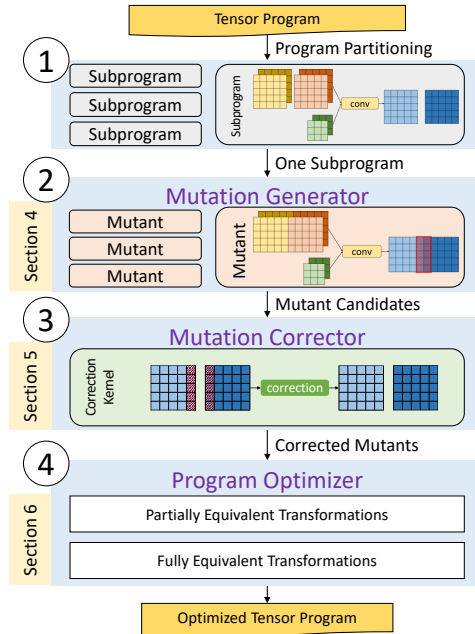 Tensor Program
Program Partitioning
1
Subprogram
Subprogram
Subprogram
Subprogram
conv
One Subprogram
2
Mutation Generator
Section 4
Mutant
Mutant
Mutant
Mutant
conv
Mutant Candidates
3
Mutation Corrector
Section 5
Correction
Kernel
correction
Corrected Mutants
4
Program Optimizer
Section 6
Partially Equivalent Transformations
Fully Equivalent Transformations
Optimized Tensor Program